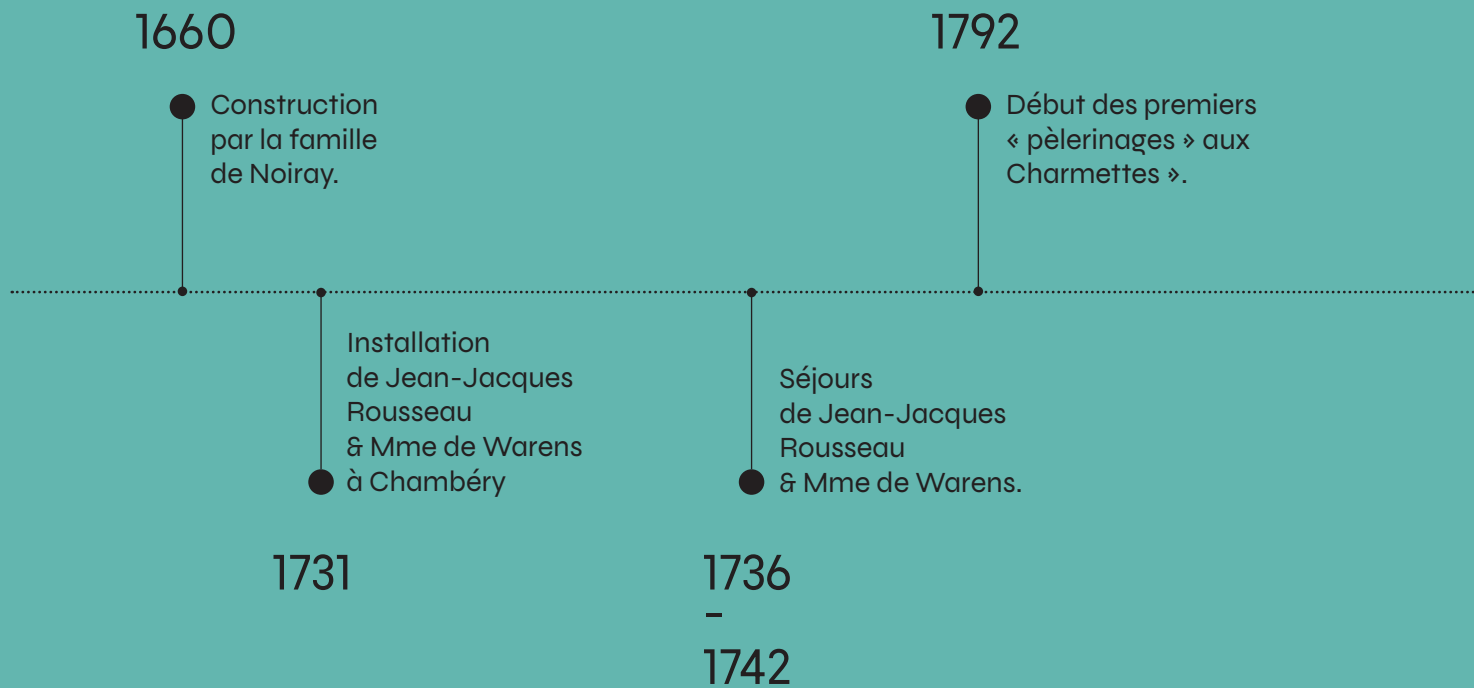 1660
Construction
par la famille
de Noiray.
1731
Installation
de Jean-Jacques
Rousseau
& Mme de Warens
à Chambéry
1736
–
1742
Séjours
de Jean-Jacques
Rousseau
& Mme de Warens.
1792
Début des premiers
« pèlerinages » aux
Charmettes ».